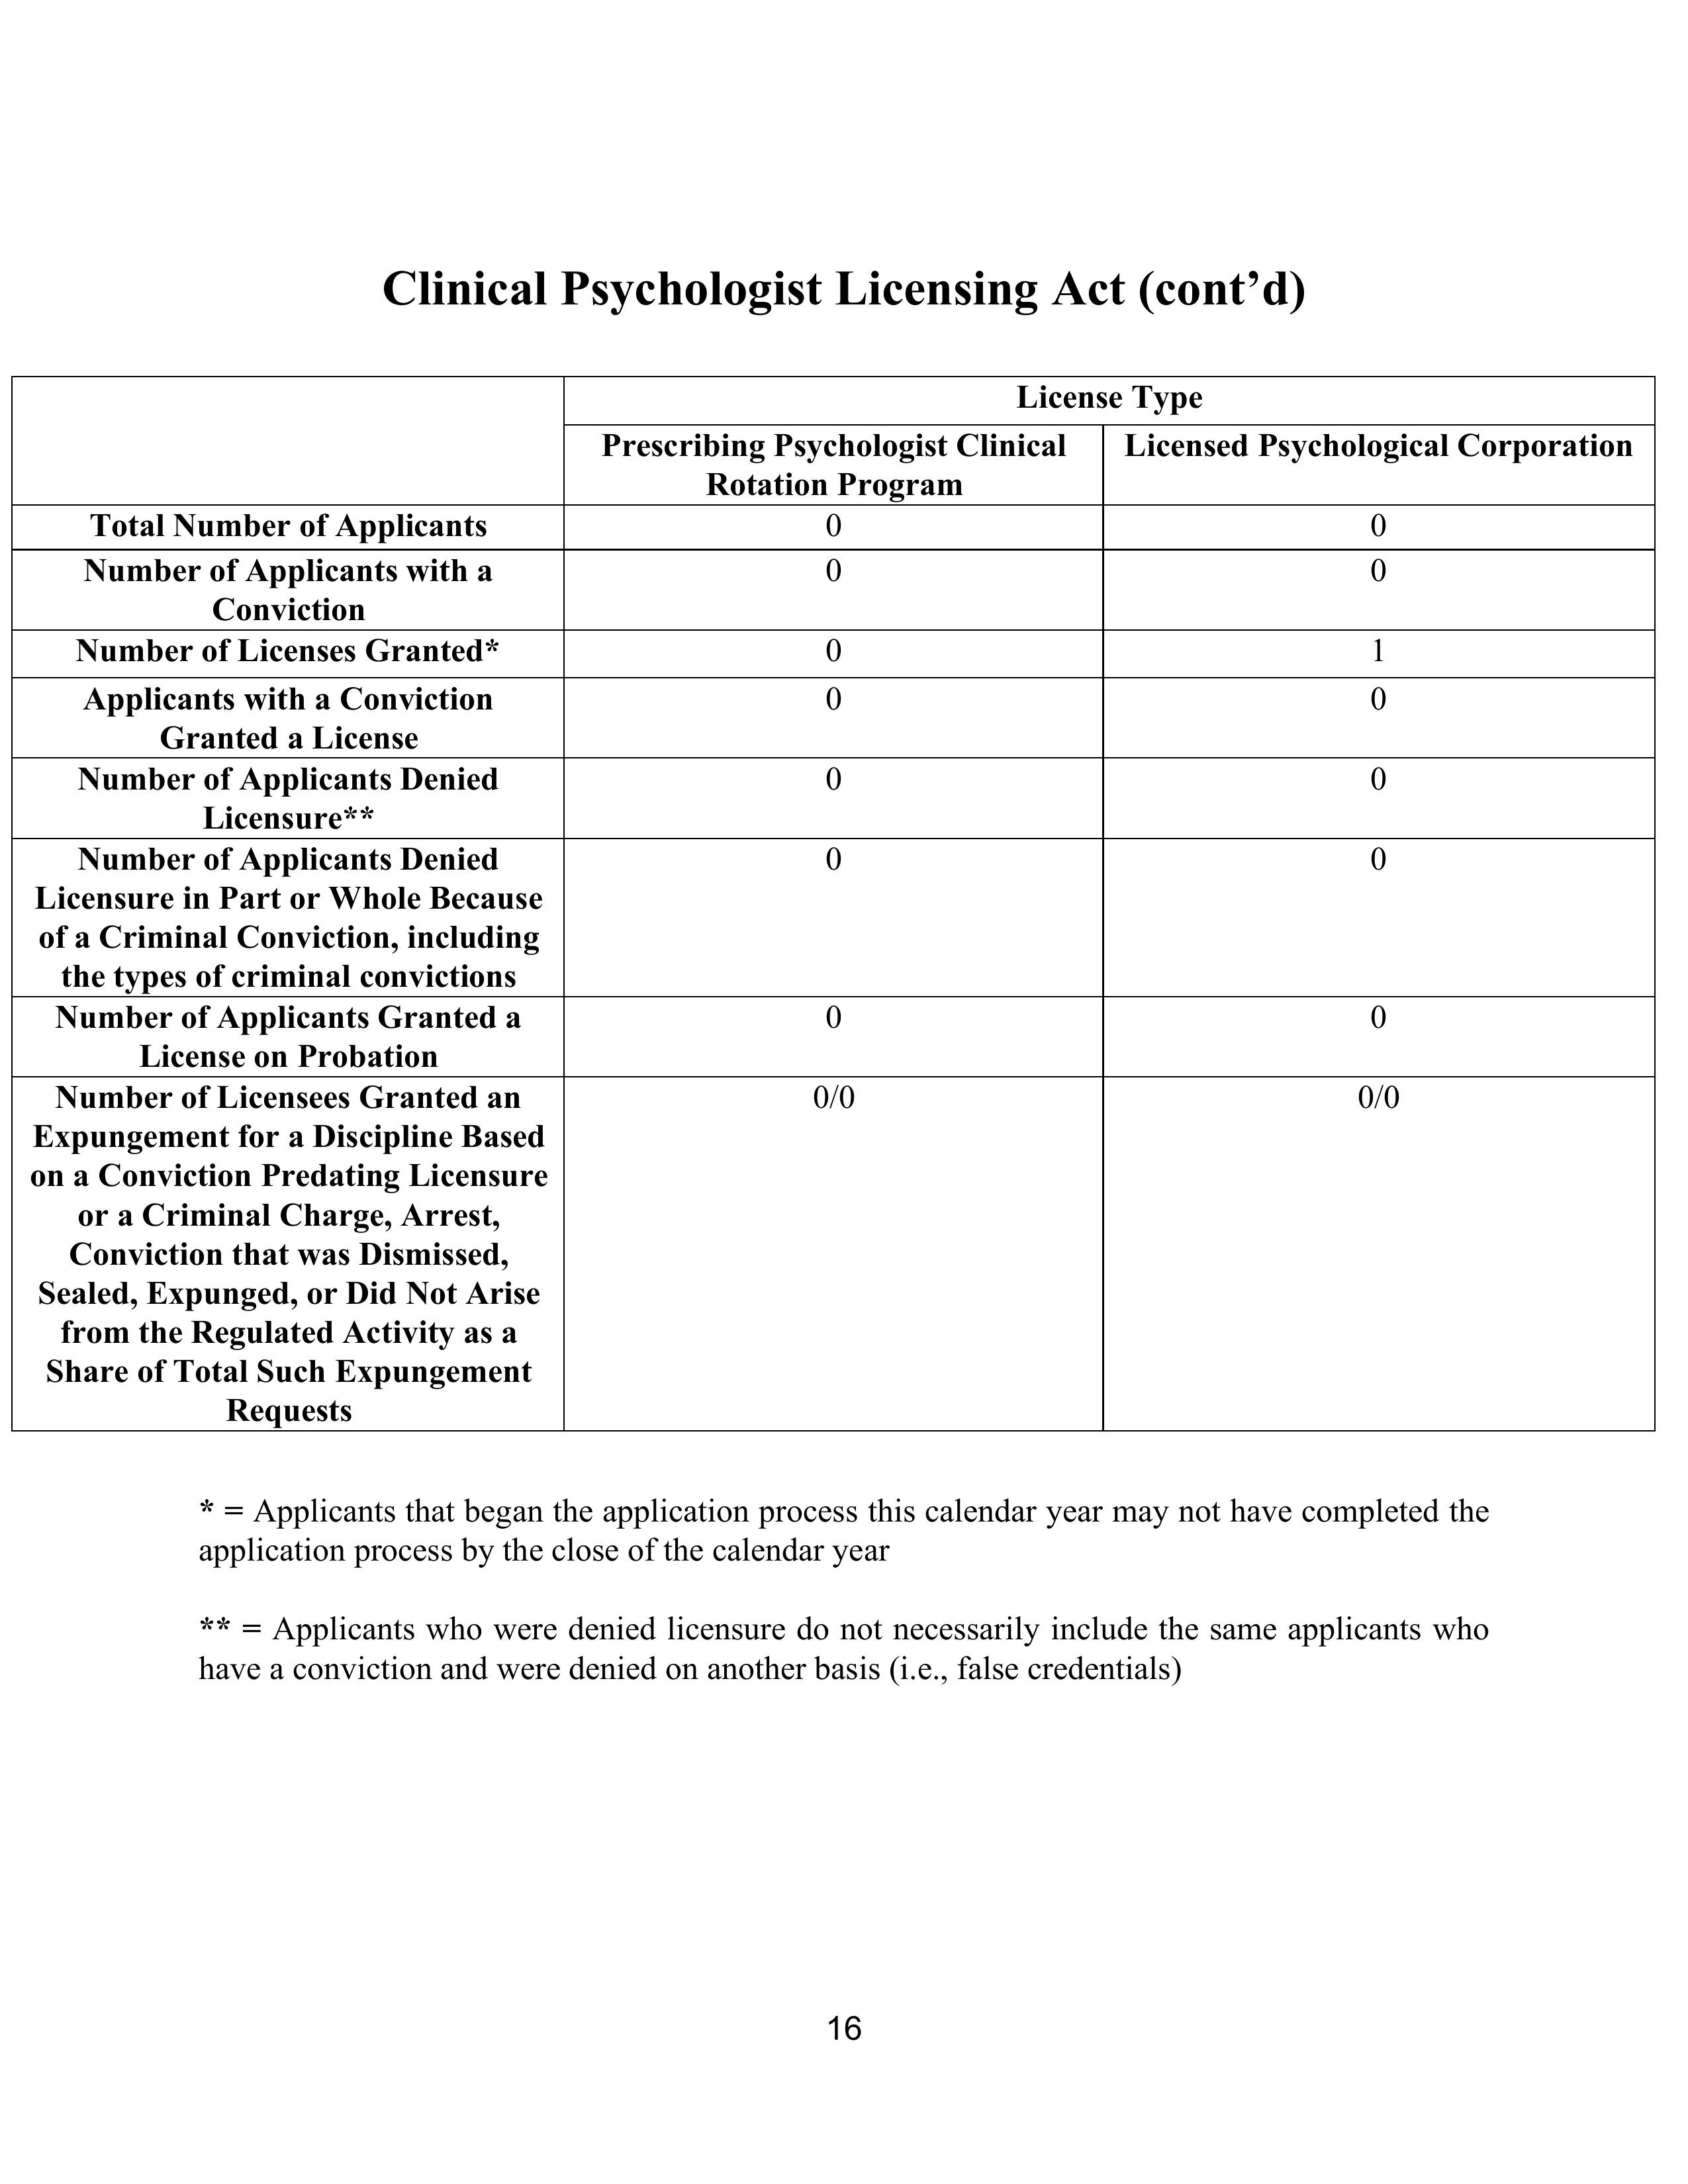 Clinical Psychologist Licensing Act (cont’d)
License Type
Prescribing Psychologist Clinical
Rotation Program
Licensed Psychological Corporation
Total Number of Applicants
0
0
Number of Applicants with a
Conviction
0
0
Number of Licenses Granted*
0
1
Applicants with a Conviction
Granted a License
0
0
Number of Applicants Denied
Licensure**
0
0
Number of Applicants Denied
Licensure in Part or Whole Because
of a Criminal Conviction, including
the types of criminal convictions
0
0
Number of Applicants Granted a
License on Probation
0
0
Number of Licensees Granted an
Expungement for a Discipline Based
on a Conviction Predating Licensure
or a Criminal Charge, Arrest,
Conviction that was Dismissed,
Sealed, Expunged, or Did Not Arise
from the Regulated Activity as a
Share of Total Such Expungement
Requests
0/0
0/0
* = Applicants that began the application process this calendar year may not have completed the
application process by the close of the calendar year
** = Applicants who were denied licensure do not necessarily include the same applicants who
have a conviction and were denied on another basis (i.e., false credentials)
16